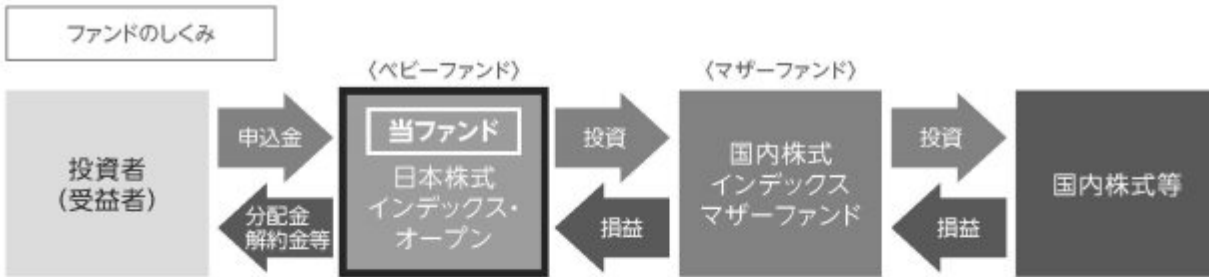 ファンドのしくみ
〈ベビーファンド〉
〈マザーファンド〉
投資者
(受益者)
申込金
分配金
解約金等
当ファンド
日本株式
インデックス・
オープン
投資
損益
国内株式
インデックス
マザーファンド
投資
損益
国内株式等